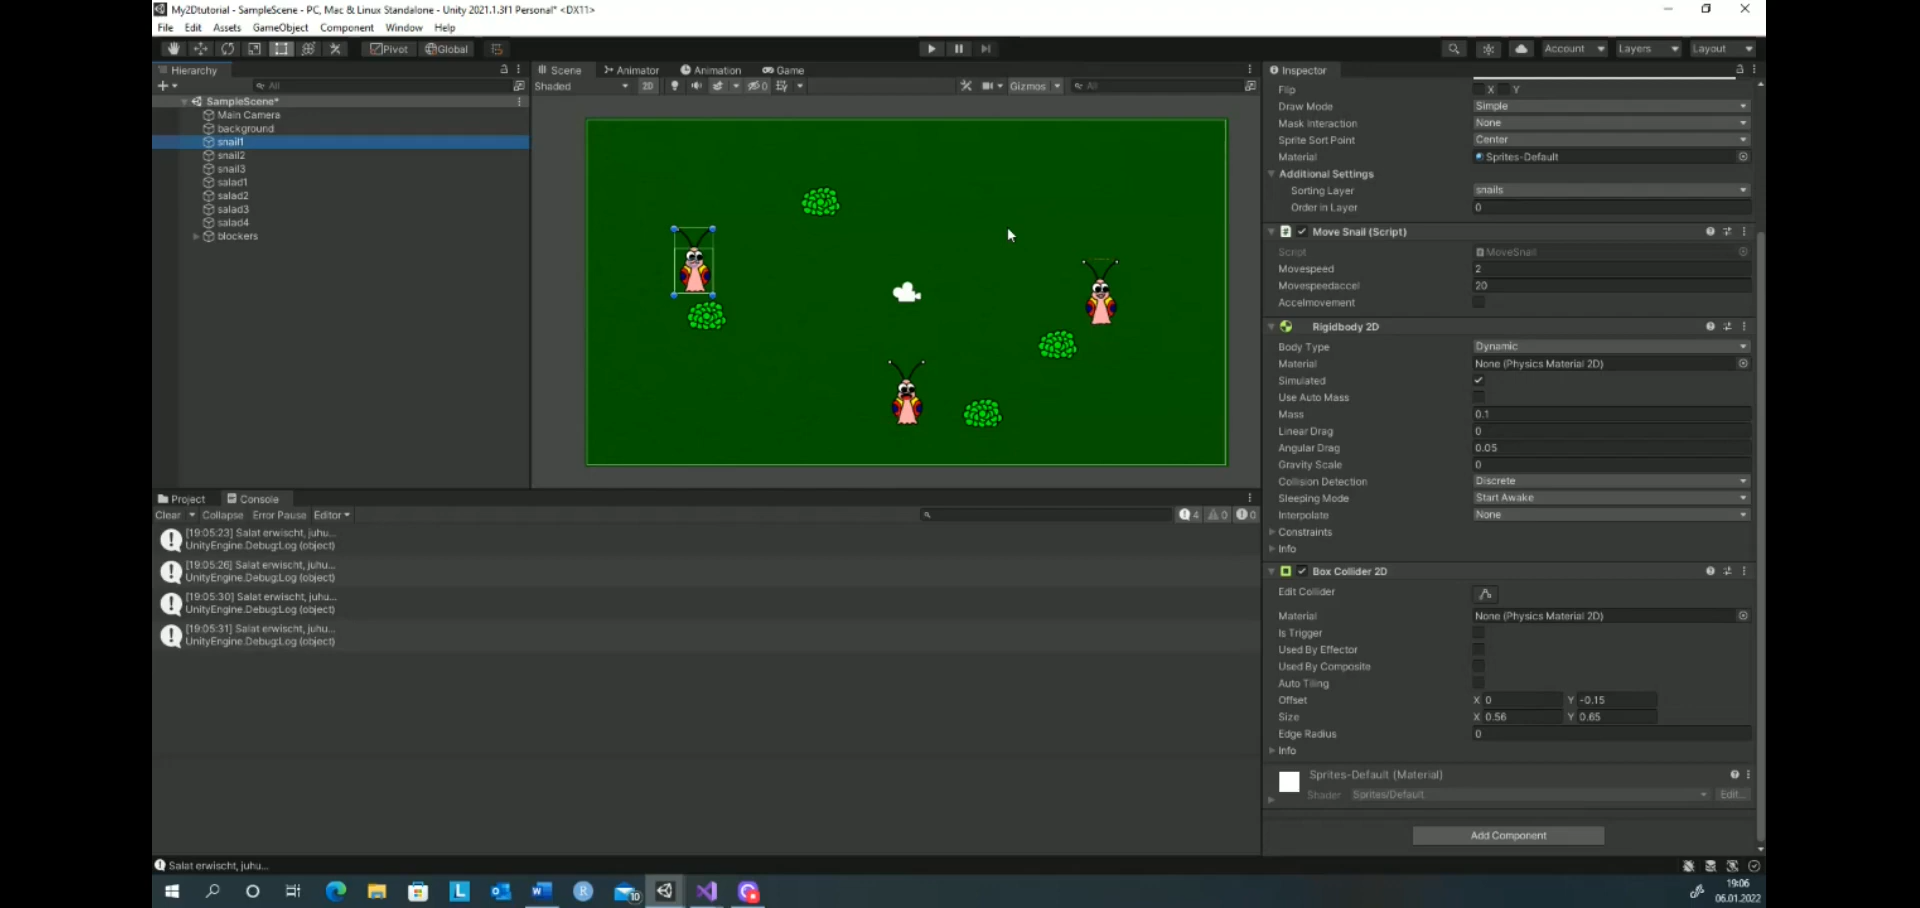 My2Dtutorial - SampleScene - PC, Mac & Linux Standalone - Unity 2021.1.3f1 Personal* <DX11>
File Edit Assets GameObject Component Window Help
Pivot Global Account Layers Layout
Hierarchy
All
SampleScene*
Main Camera
background
snail1
snail2
snail3
salad1
salad2
salad3
salad4
blockers
Scene Animator Animation Game
Shaded 2D 0 Gizmos All
Inspector
Flip X Y
Draw Mode Simple
Mask Interaction None
Sprite Sort Point Center
Material Sprites-Default
Additional Settings
Sorting Layer snails
Order in Layer 0
Move Snail (Script)
Script MoveSnail
Movespeed 2
Movespeedaccel 20
Accelmovement
Rigidbody 2D
Body Type Dynamic
Material None (Physics Material 2D)
Simulated
Use Auto Mass
Mass 0.1
Linear Drag 0
Angular Drag 0.05
Gravity Scale 0
Collision Detection Discrete
Sleeping Mode Start Awake
Interpolate None
Constraints
Info
Box Collider 2D
Edit Collider
Material None (Physics Material 2D)
Is Trigger
Used By Effector
Used By Composite
Auto Tiling
Offset X 0 Y -0.15
Size X 0.56 Y 0.65
Edge Radius 0
Info
Sprites-Default (Material)
Shader Sprites/Default Edit...
Add Component
Project Console
Clear Collapse Error Pause Editor 4 0 0
[19:05:23] Salat erwischt, juhu...
UnityEngine.Debug:Log (object)
[19:05:26] Salat erwischt, juhu...
UnityEngine.Debug:Log (object)
[19:05:30] Salat erwischt, juhu...
UnityEngine.Debug:Log (object)
[19:05:31] Salat erwischt, juhu...
UnityEngine.Debug:Log (object)
Salat erwischt, juhu...
L W R 10
19:06
06.01.2022